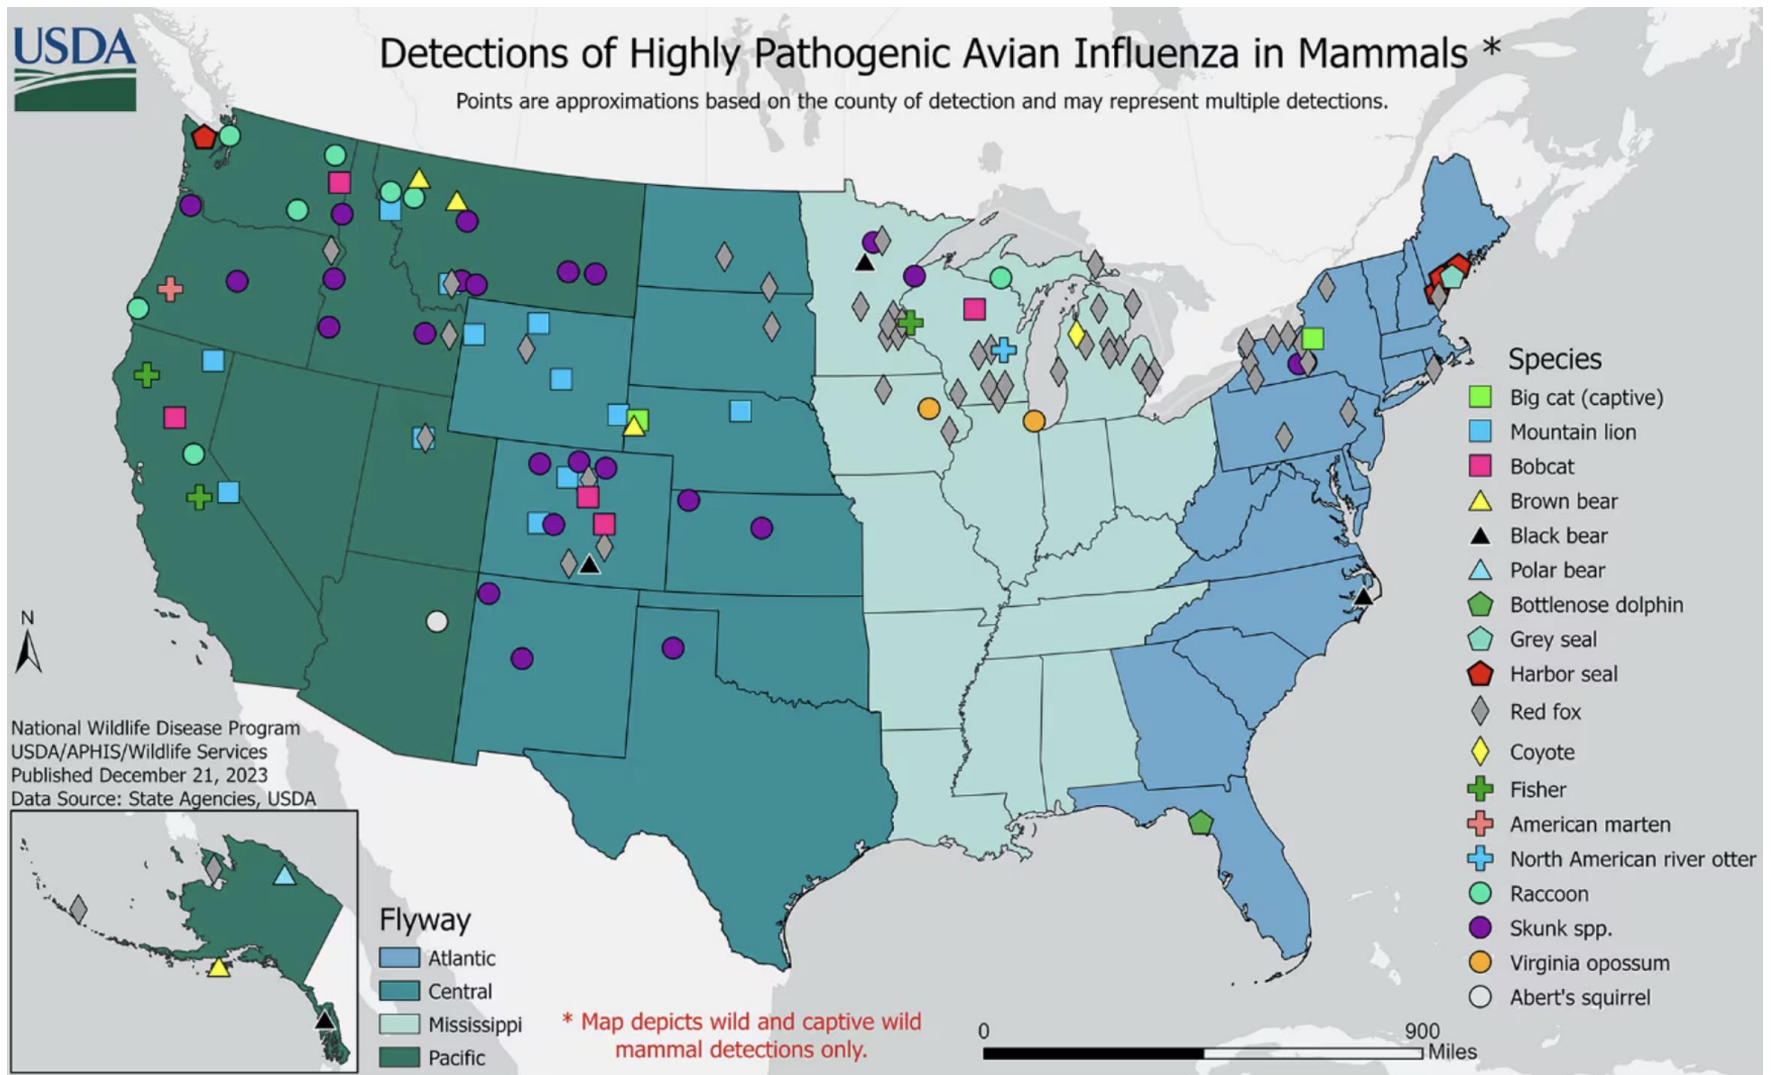 USDA
Detections of Highly Pathogenic Avian Influenza in Mammals *
Points are approximations based on the county of detection and may represent multiple detections.
Species
Big cat (captive)
Mountain lion
Bobcat
Brown bear
Black bear
Polar bear
Bottlenose dolphin
Grey seal
Harbor seal
Red fox
Coyote
Fisher
American marten
North American river otter
Raccoon
Skunk spp.
Virginia opossum
Abert's squirrel
N
National Wildlife Disease Program
USDA/APHIS/Wildlife Services
Published December 21, 2023
Data Source: State Agencies, USDA
Flyway
Atlantic
Central
Mississippi
Pacific
* Map depicts wild and captive wild
mammal detections only.
0 900
Miles